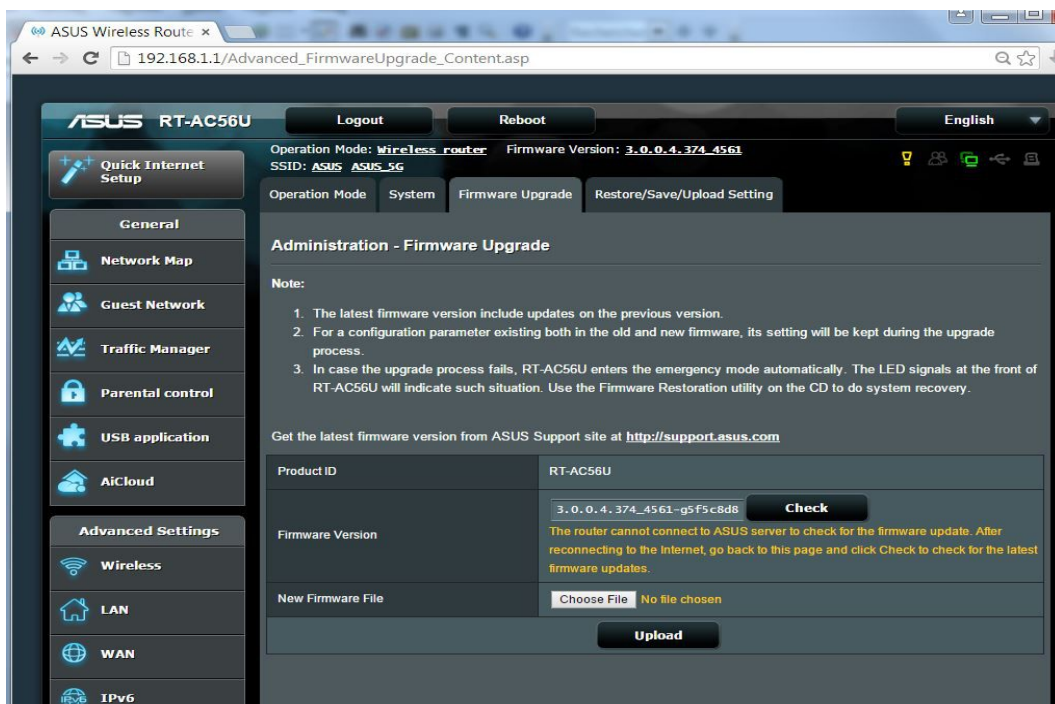 ASUS Wireless Route ×
192.168.1.1/Advanced_FirmwareUpgrade_Content.asp
ASUS RT-AC56U Logout Reboot English
Quick Internet Setup
Operation Mode: Wireless router Firmware Version: 3.0.0.4.374_4561
SSID: ASUS ASUS_5G
Operation Mode System Firmware Upgrade Restore/Save/Upload Setting
General
Network Map
Guest Network
Traffic Manager
Parental control
USB application
AiCloud
Advanced Settings
Wireless
LAN
WAN
IPv6
Administration - Firmware Upgrade
Note:
1. The latest firmware version include updates on the previous version.
2. For a configuration parameter existing both in the old and new firmware, its setting will be kept during the upgrade
process.
3. In case the upgrade process fails, RT-AC56U enters the emergency mode automatically. The LED signals at the front of
RT-AC56U will indicate such situation. Use the Firmware Restoration utility on the CD to do system recovery.
Get the latest firmware version from ASUS Support site at http://support.asus.com
Product ID RT-AC56U
Firmware Version 3.0.0.4.374_4561-g5f5c8d8 Check
The router cannot connect to ASUS server to check for the firmware update. After
reconnecting to the Internet, go back to this page and click Check to check for the latest
firmware updates.
New Firmware File Choose File No file chosen
Upload